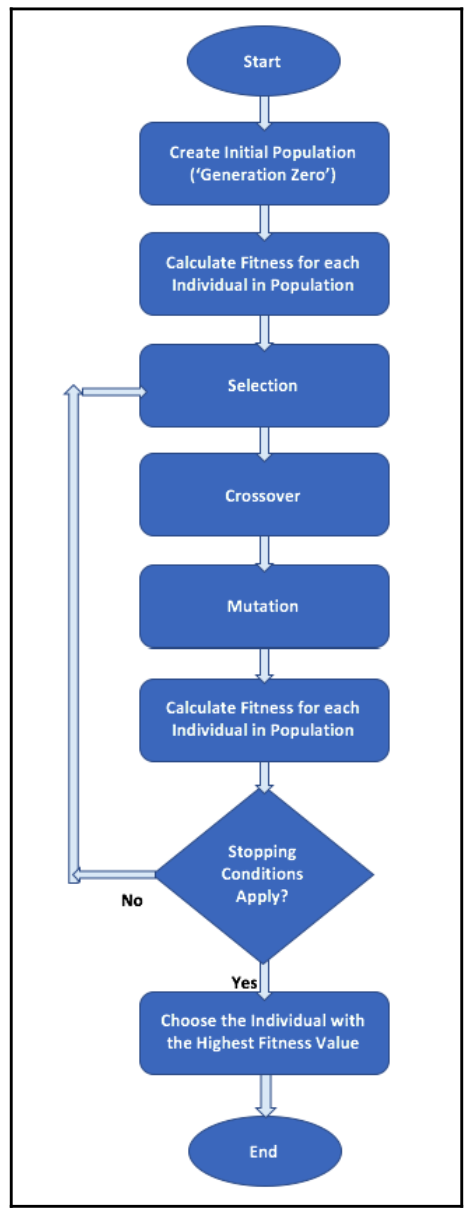 Start
Create Initial Population
(‘Generation Zero’)
Calculate Fitness for each
Individual in Population
Selection
Crossover
Mutation
Calculate Fitness for each
Individual in Population
Stopping
Conditions
Apply?
No
Yes
Choose the Individual with
the Highest Fitness Value
End